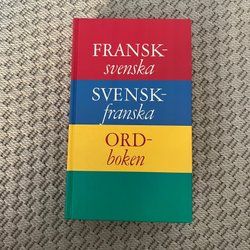 FRANSK-
svenska
SVENSK-
franska
ORD-
boken